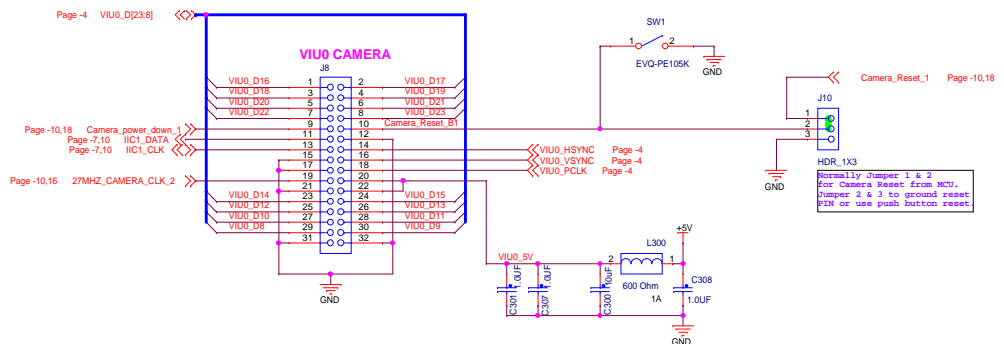 Page -4 VIU0_D[23:8]
SW1
1 2
EVQ-PE105K
GND
VIU0 CAMERA
J8
VIU0_D16 1 2 VIU0_D17
VIU0_D18 3 4 VIU0_D19
VIU0_D20 5 6 VIU0_D21
VIU0_D22 7 8 VIU0_D23
Page -10,18 Camera_power_down_1 9 10 Camera_Reset_B1
Page -7,10 IIC1_DATA 11 12
Page -7,10 IIC1_CLK 13 14 VIU0_HSYNC Page -4
15 16 VIU0_VSYNC Page -4
17 18 VIU0_PCLK Page -4
Page -10,16 27MHZ_CAMERA_CLK_2 19 20
21 22
VIU0_D14 23 24 VIU0_D15
VIU0_D12 25 26 VIU0_D13
VIU0_D10 27 28 VIU0_D11
VIU0_D8 29 30 VIU0_D9
31 32
GND
Camera_Reset_1 Page -10,18
J10
1
2
3
HDR_1X3
GND
Normally Jumper 1 & 2
for Camera Reset from MCU.
Jumper 2 & 3 to ground reset
PIN or use push button reset.
+5V
VIU0_5V
L300
2 1
600 Ohm
1A
C301
1.0UF
C307
1.0UF
C300
10uF
C308
1.0UF
GND